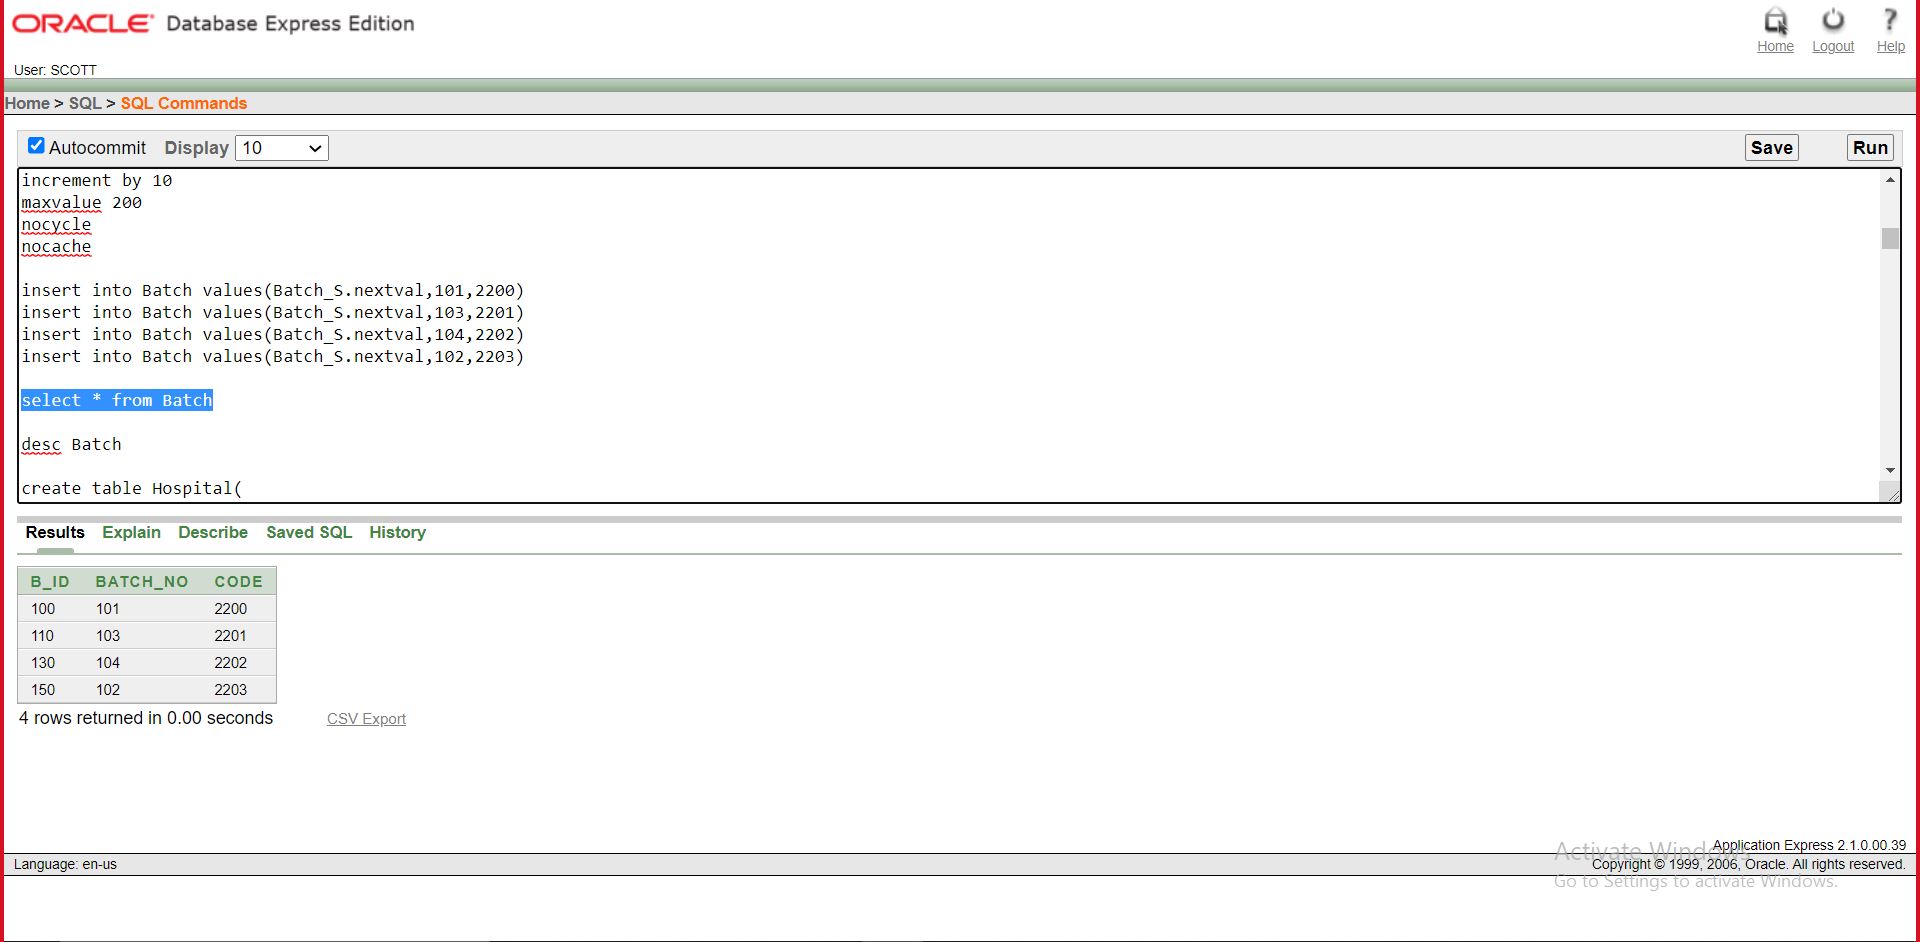 ORACLE Database Express Edition
Home Logout ? Help
User: SCOTT
Home > SQL > SQL Commands
Autocommit Display 10 Save Run
increment by 10
maxvalue 200
nocycle
nocache
insert into Batch values(Batch_S.nextval,101,2200)
insert into Batch values(Batch_S.nextval,103,2201)
insert into Batch values(Batch_S.nextval,104,2202)
insert into Batch values(Batch_S.nextval,102,2203)
select * from Batch
desc Batch
create table Hospital(
Results Explain Describe Saved SQL History
B_ID BATCH_NO CODE
100 101 2200
110 103 2201
130 104 2202
150 102 2203
4 rows returned in 0.00 seconds CSV Export
Application Express 2.1.0.00.39
Activate Windows
Language: en-us Copyright © 1999, 2006, Oracle. All rights reserved.
Go to Settings to activate Windows.